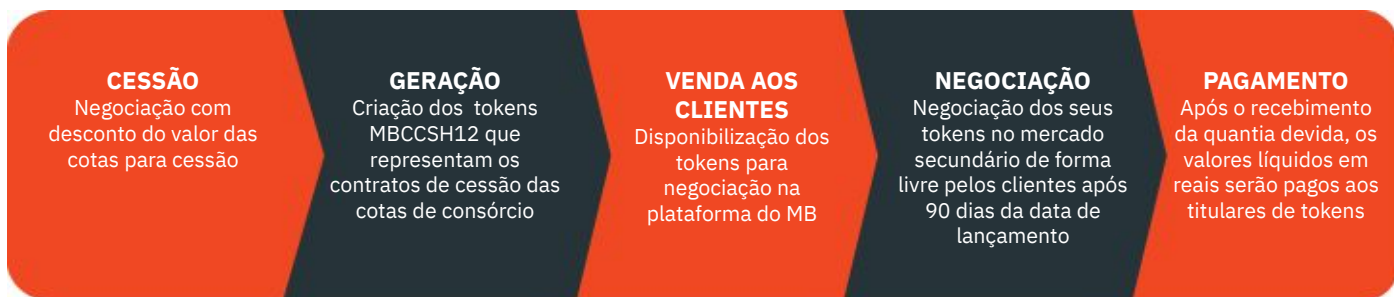 CESSÃO
Negociação com
desconto do valor das
cotas para cessão
GERAÇÃO
Criação dos tokens
MBCCSH12 que
representam os
contratos de cessão das
cotas de consórcio
VENDA AOS
CLIENTES
Disponibilização dos
tokens para
negociação na
plataforma do MB
NEGOCIAÇÃO
Negociação dos seus
tokens no mercado
secundário de forma
livre pelos clientes após
90 dias da data de
lançamento
PAGAMENTO
Após o recebimento
da quantia devida, os
valores líquidos em
reais serão pagos aos
titulares de tokens